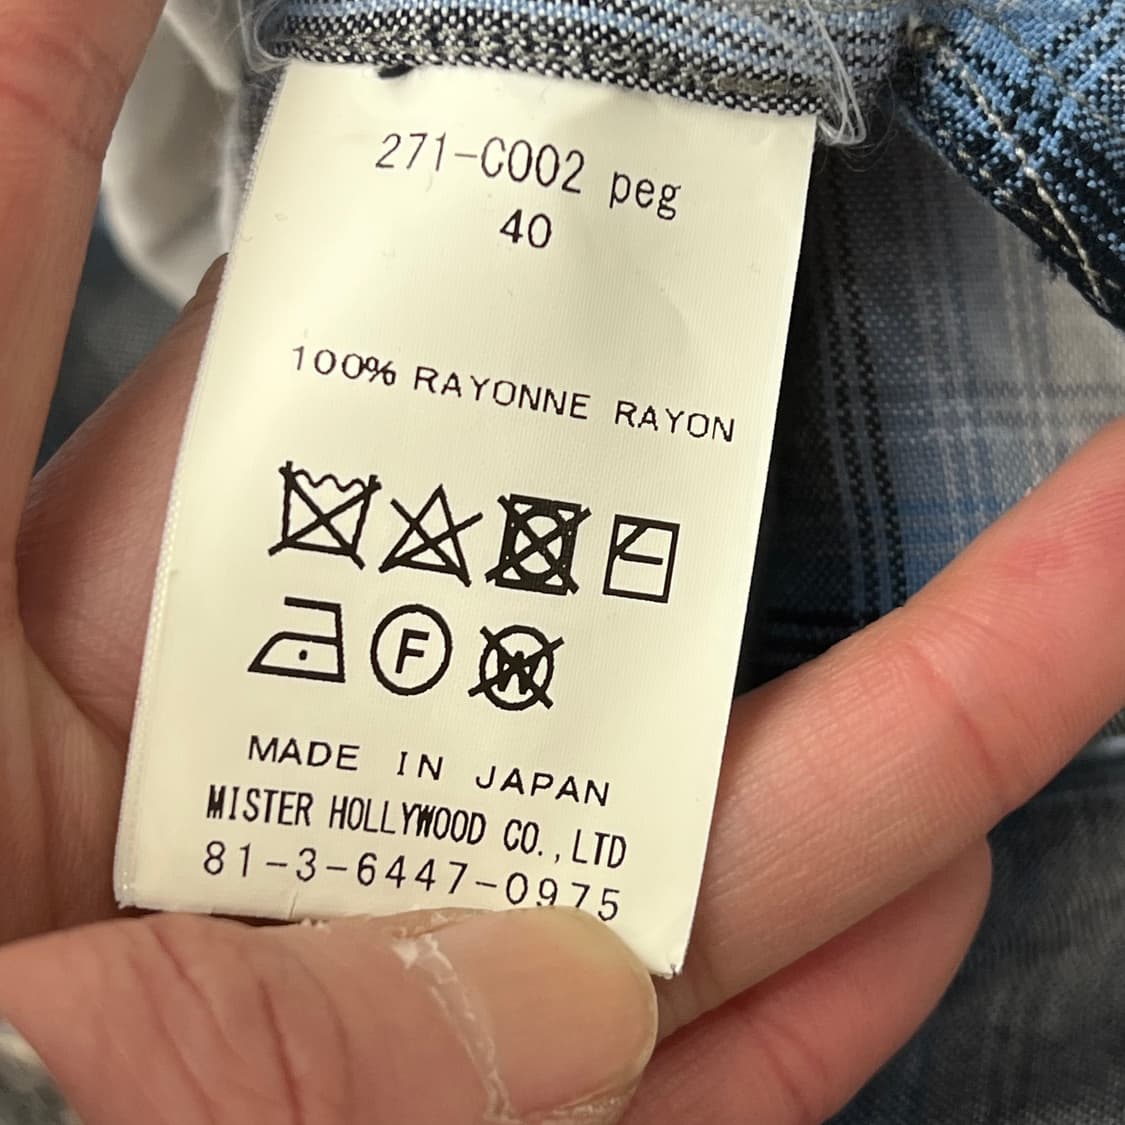 271-C002 peg
40
100% RAYONNE RAYON
F
W
MADE IN JAPAN
MISTER HOLLYWOOD CO.,LTD
81-3-6447-0975